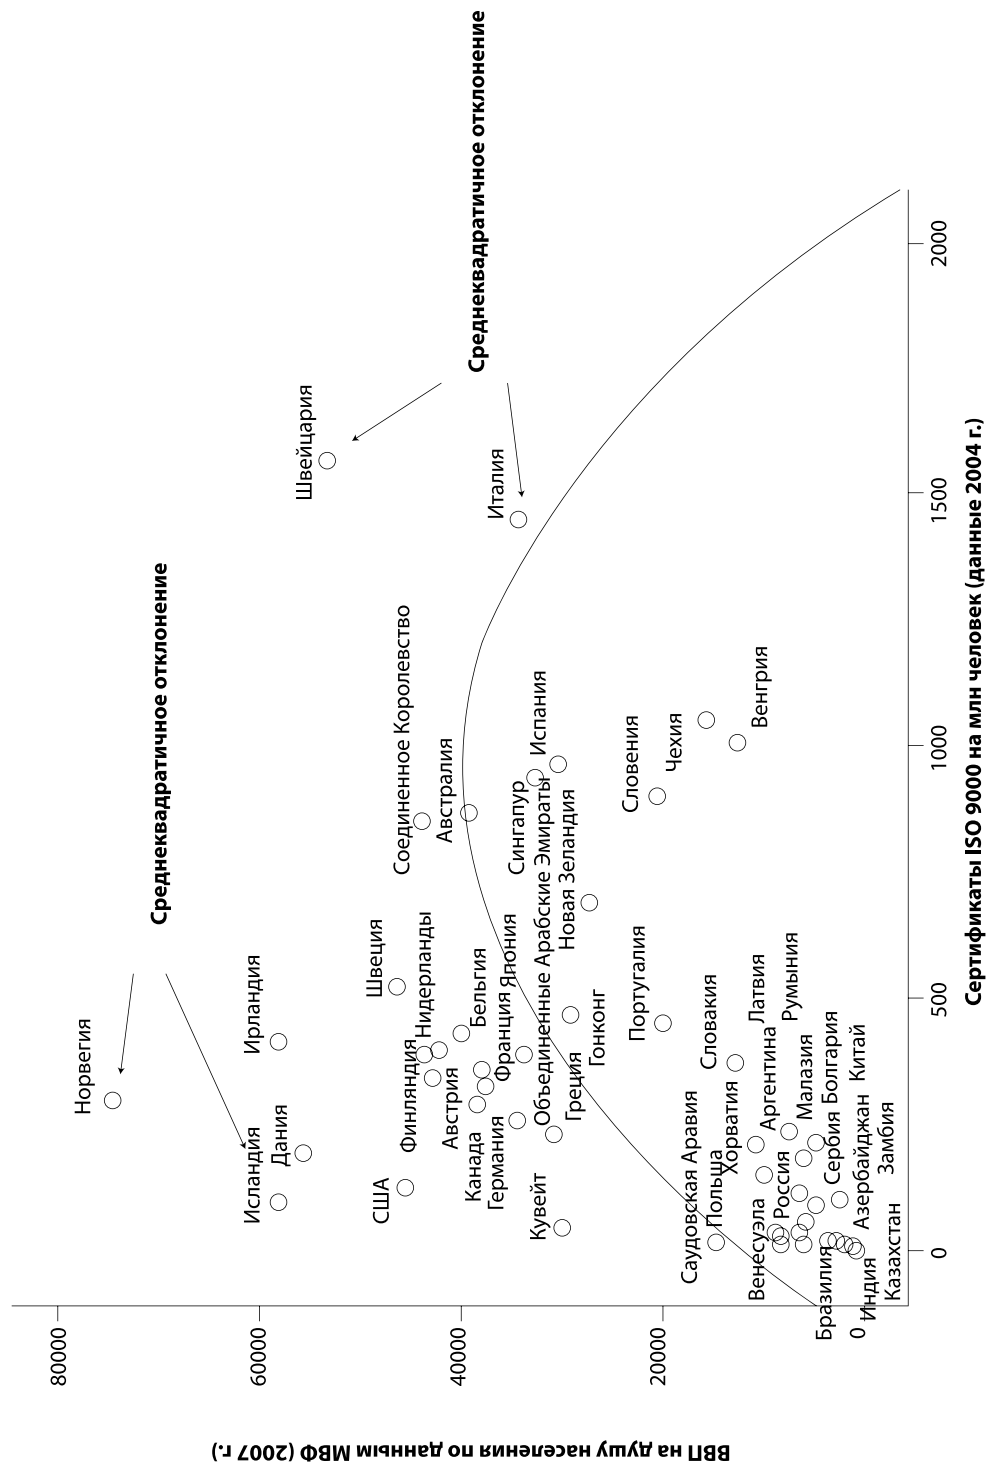 ВВП на душу населения по данным МВФ (2007 г.)
80000
60000
40000
20000
0
Сертификаты ISO 9000 на млн человек (данные 2004 г.)
0
500
1000
1500
2000
Среднеквадратичное отклонение
Среднеквадратичное отклонение
Норвегия
Ирландия
Исландия
Дания
Швейцария
Италия
США
Швеция
Соединенное Королевство
Финляндия
Нидерланды
Австралия
Австрия
Бельгия
Канада
Франция
Германия
Япония
Сингапур
Испания
Кувейт
Объединенные Арабские Эмираты
Новая Зеландия
Греция
Гонконг
Португалия
Словения
Чехия
Венгрия
Саудовская Аравия
Словакия
Польша
Хорватия
Латвия
Венесуэла
Аргентина
Россия
Румыния
Малазия
Бразилия
Сербия
Болгария
Азербайджан
Китай
Индия
Замбия
Казахстан